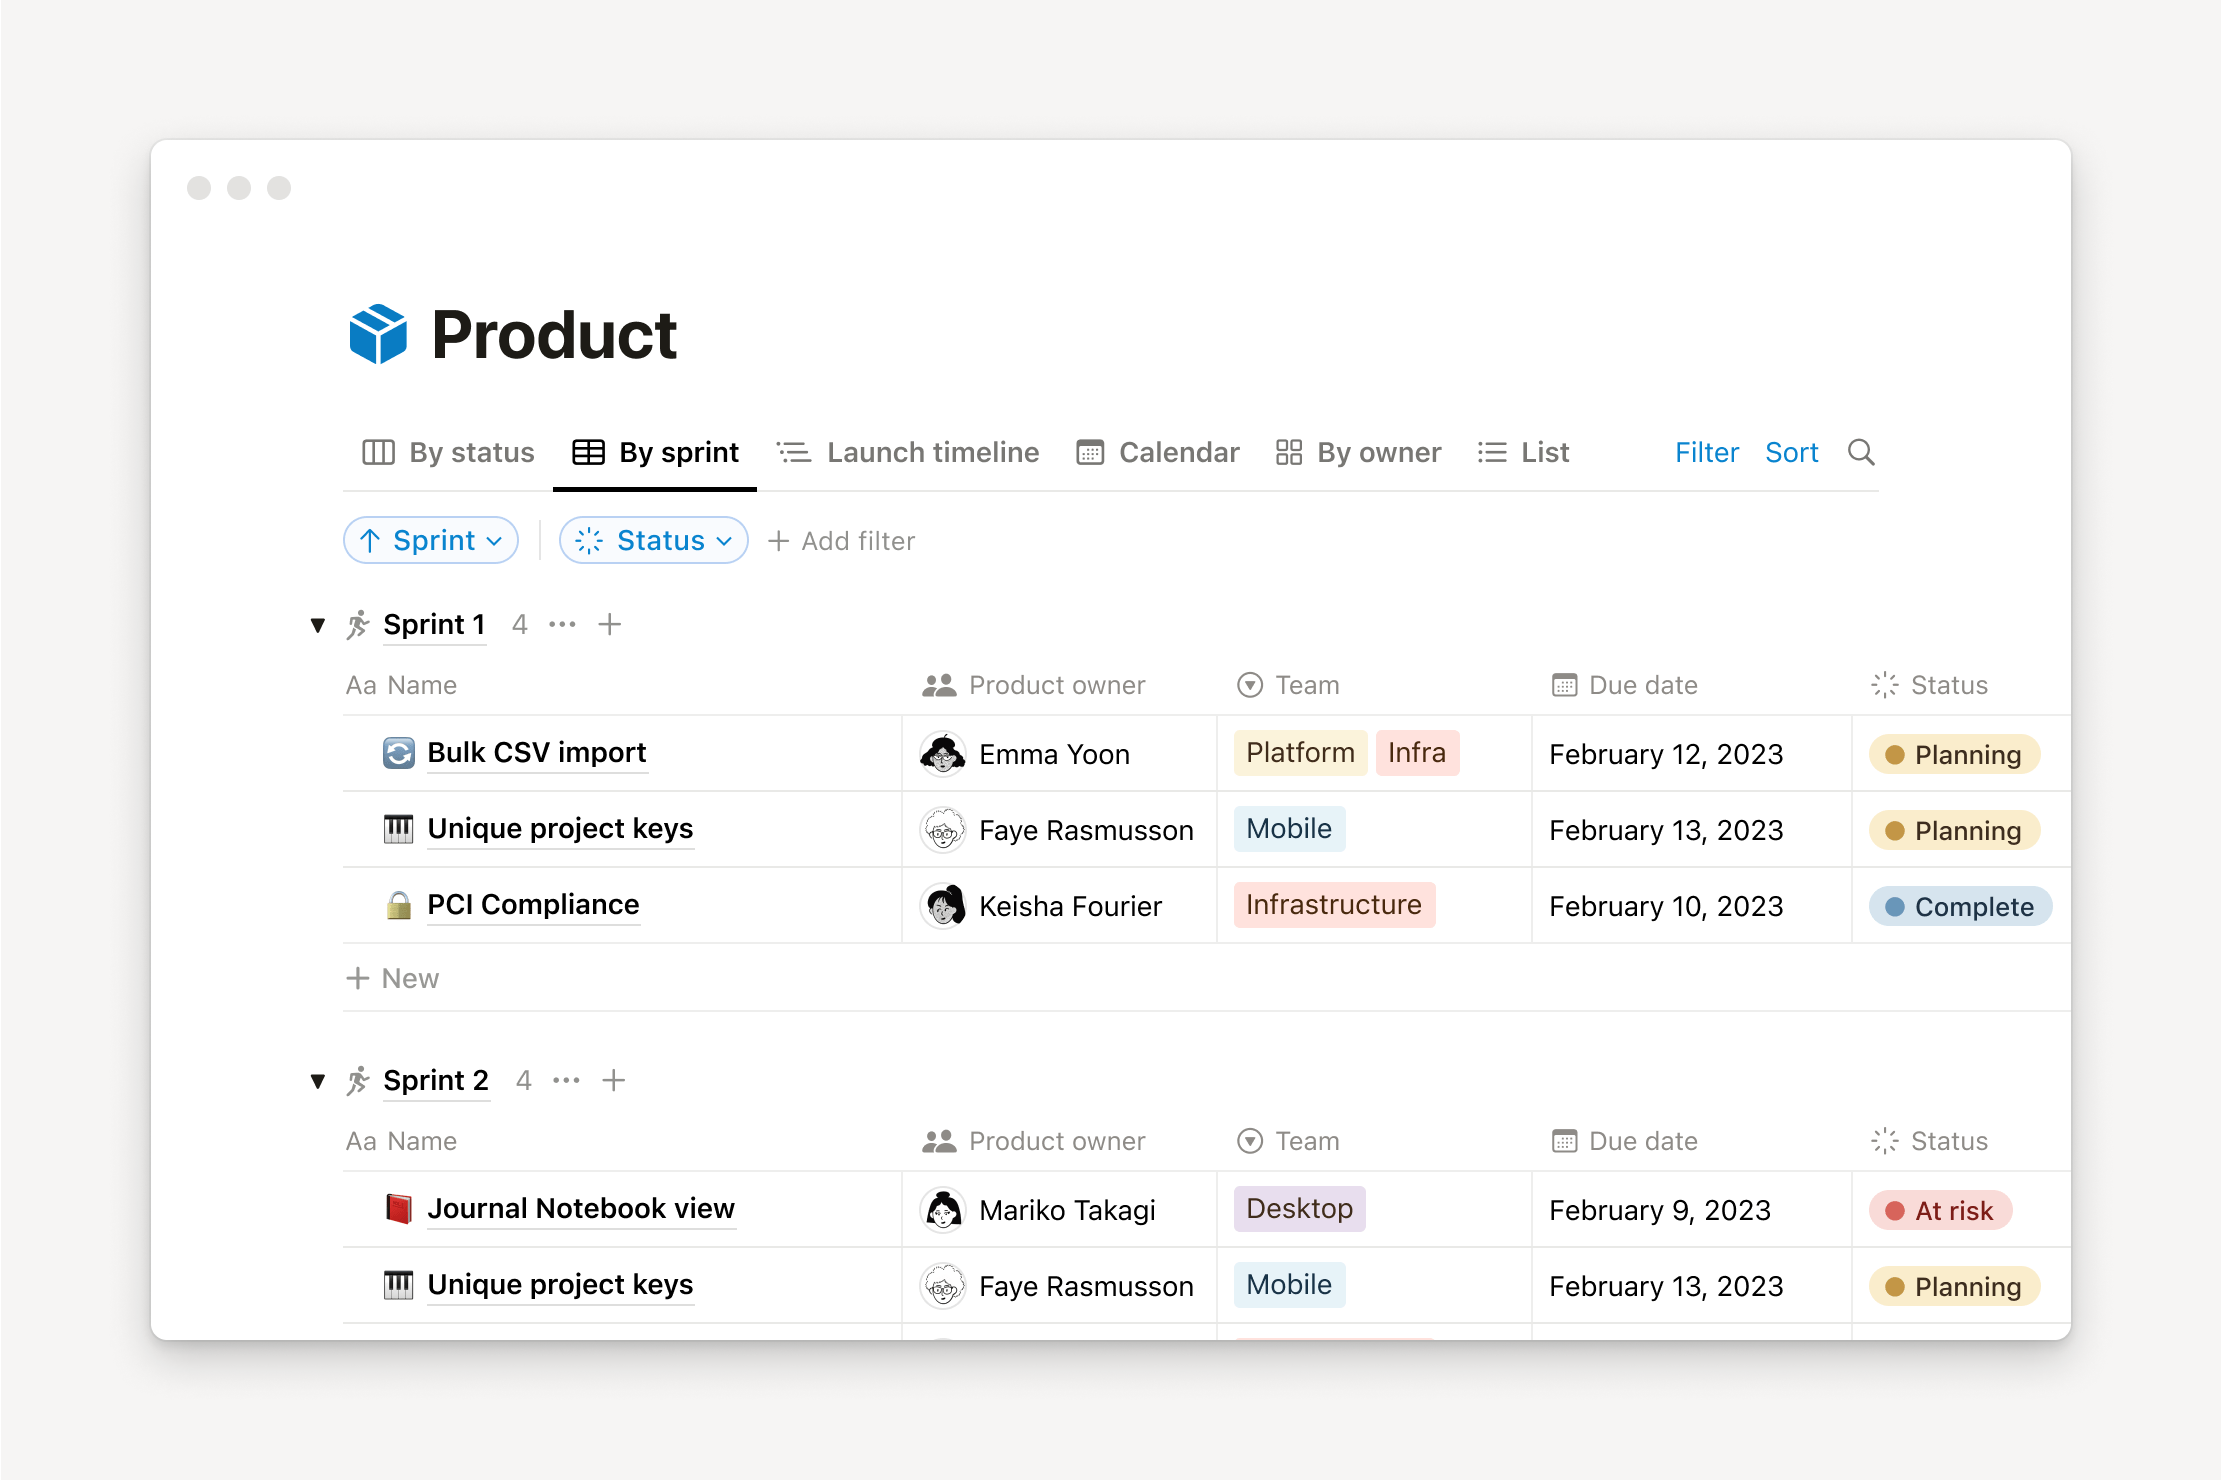 Product
By status By sprint Launch timeline Calendar By owner List Filter Sort
Sprint Status + Add filter
Sprint 1 4 ... +
Aa Name Product owner Team Due date Status
Bulk CSV import Emma Yoon Platform Infra February 12, 2023 Planning
Unique project keys Faye Rasmusson Mobile February 13, 2023 Planning
PCI Compliance Keisha Fourier Infrastructure February 10, 2023 Complete
+ New
Sprint 2 4 ... +
Aa Name Product owner Team Due date Status
Journal Notebook view Mariko Takagi Desktop February 9, 2023 At risk
Unique project keys Faye Rasmusson Mobile February 13, 2023 Planning